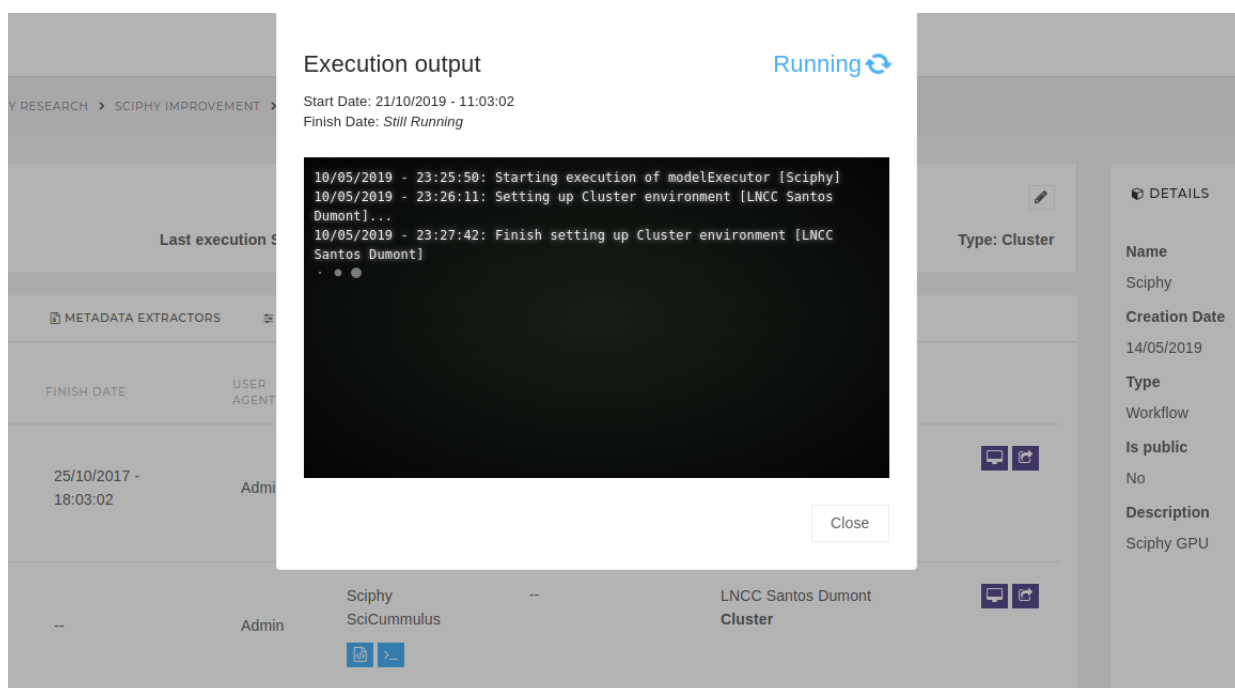 Execution output
Running
Start Date: 21/10/2019 - 11:03:02
Finish Date: Still Running
10/05/2019 - 23:25:50: Starting execution of modelExecutor [Sciphy]
10/05/2019 - 23:26:11: Setting up Cluster environment [LNCC Santos
Dumont]...
10/05/2019 - 23:27:42: Finish setting up Cluster environment [LNCC
Santos Dumont]
Close
Y RESEARCH > SCIPHY IMPROVEMENT >
Last execution S
Type: Cluster
METADATA EXTRACTORS
FINISH DATE
USER
AGENT
25/10/2017 -
18:03:02
Admi
--
Admin
Sciphy
SciCummulus
--
LNCC Santos Dumont
Cluster
DETAILS
Name
Sciphy
Creation Date
14/05/2019
Type
Workflow
Is public
No
Description
Sciphy GPU